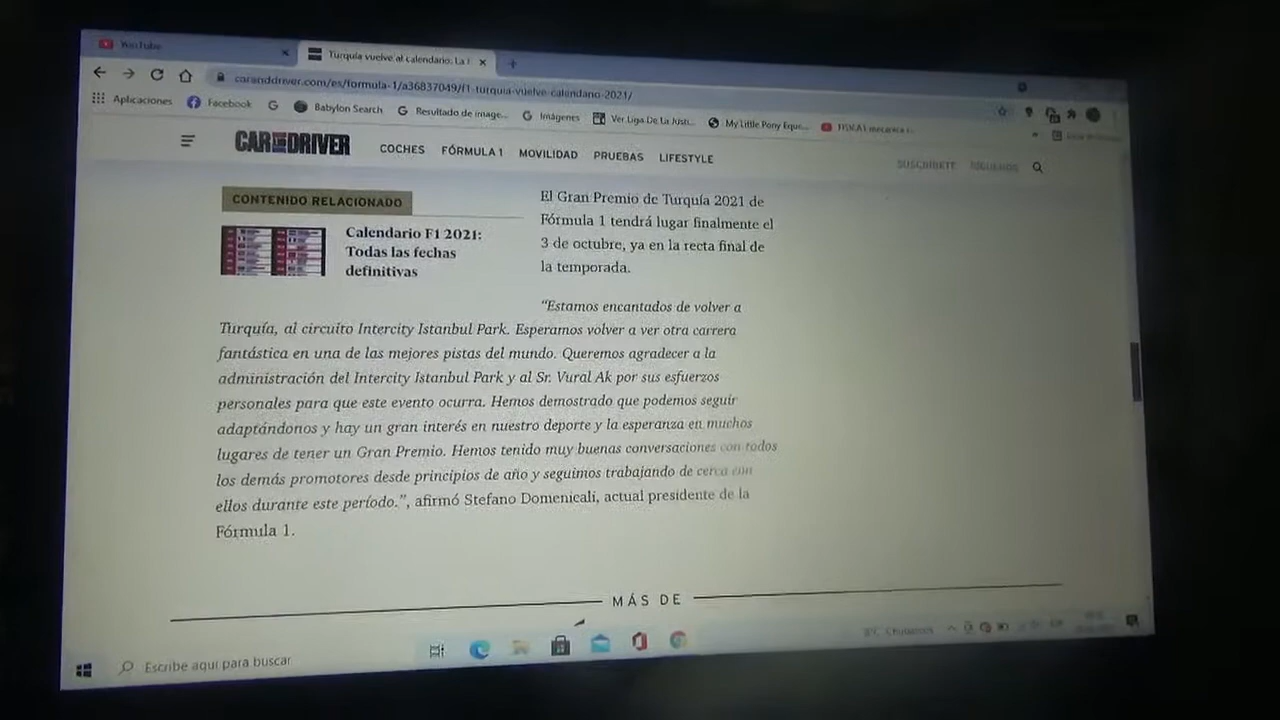 YouTube
Turquía vuelve al calendario. La
caranddriver.com/es/formula-1/a36837049/f1-turquia-vuelve-calendario-2021/
Aplicaciones Facebook Babylon Search Resultado de image... Imágenes Ver Liga De La Justi... My Little Pony Eque...
CAR AND DRIVER COCHES FÓRMULA 1 MOVILIDAD PRUEBAS LIFESTYLE SUSCRÍBETE SÍGUENOS
CONTENIDO RELACIONADO
Calendario F1 2021:
Todas las fechas
definitivas
El Gran Premio de Turquía 2021 de
Fórmula 1 tendrá lugar finalmente el
3 de octubre, ya en la recta final de
la temporada.
“Estamos encantados de volver a
Turquía, al circuito Intercity Istanbul Park. Esperamos volver a ver otra carrera
fantástica en una de las mejores pistas del mundo. Queremos agradecer a la
administración del Intercity Istanbul Park y al Sr. Vural Ak por sus esfuerzos
personales para que este evento ocurra. Hemos demostrado que podemos seguir
adaptándonos y hay un gran interés en nuestro deporte y la esperanza en muchos
lugares de tener un Gran Premio. Hemos tenido muy buenas conversaciones con todos
los demás promotores desde principios de año y seguimos trabajando de cerca con
ellos durante este período.”, afirmó Stefano Domenicali, actual presidente de la
Fórmula 1.
MÁS DE
Escribe aquí para buscar